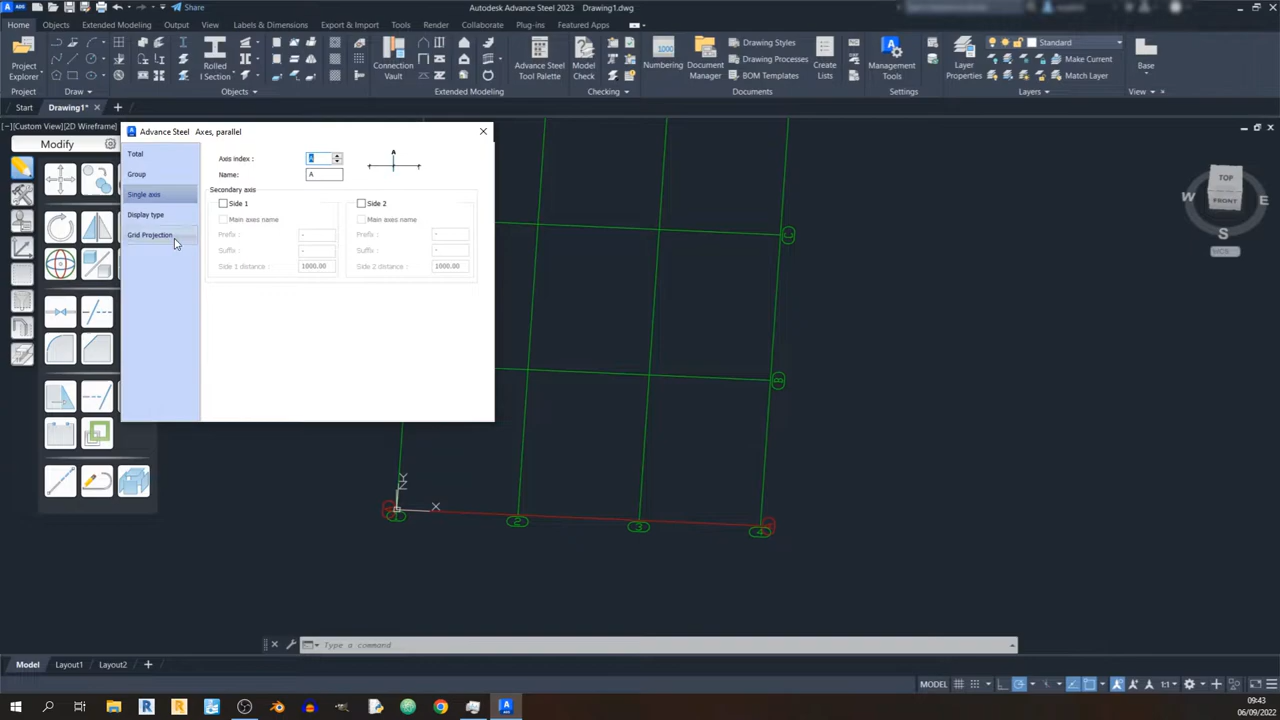 Share
Autodesk Advance Steel 2023 Drawing1.dwg
Home Objects Extended Modeling Output View Labels & Dimensions Export & Import Tools Render Collaborate Plug-ins Featured Apps
Project Explorer
Rolled I Section
Connection Vault
Advance Steel Tool Palette
Model Check
1000
Numbering
Document Manager
Drawing Styles
Drawing Processes
BOM Templates
Create Lists
Management Tools
Layer Properties
Standard
Make Current
Match Layer
Base
Draw
Objects
Extended Modeling
Checking
Documents
Settings
Layers
View
Start Drawing1*
[−][Custom View][2D Wireframe]
Modify
Advance Steel Axes, parallel
Total
Group
Single axis
Display type
Grid Projection
Axis index : A
Name: A
A
Secondary axis
Side 1
Main axes name
Prefix : -
Suffix : -
Side 1 distance : 1000.00
Side 2
Main axes name
Prefix : -
Suffix : -
Side 2 distance : 1000.00
TOP
FRONT
W
E
S
C
B
Y
Z
X
2
3
4
Type a command
Model Layout1 Layout2
MODEL
09:43
06/09/2022